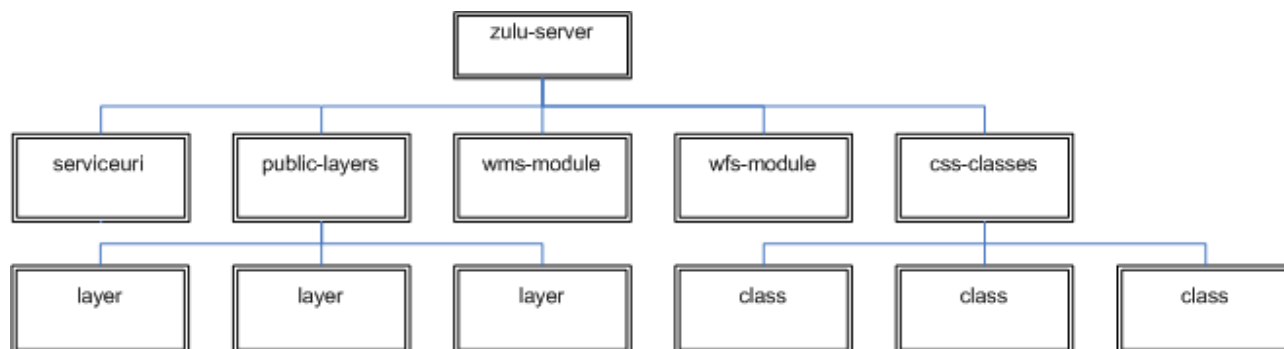 zulu-server
serviceuri
public-layers
wms-module
wfs-module
css-classes
layer
layer
layer
class
class
class